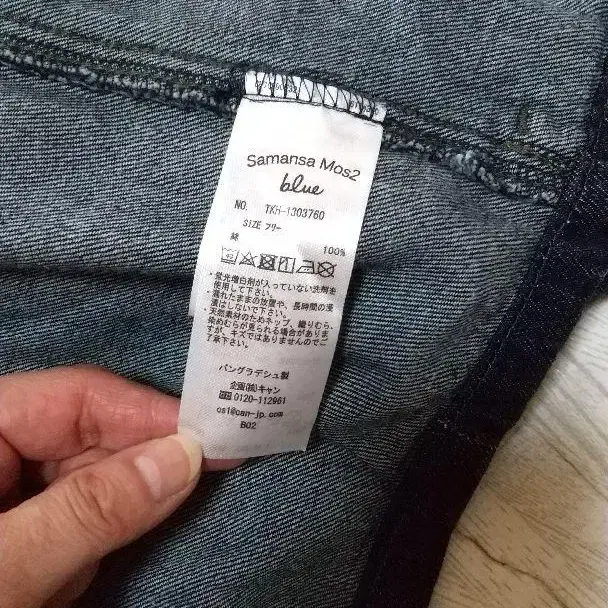 Samansa Mos2
blue
NO. TKH-1303760
SIZE フリー
綿 100%
・蛍光増白剤が入っていない洗剤を
使用して下さい。
・濡れたままの放置や、長時間の浸
漬はしないで下さい。
・天然素材のためネップ、織りむら、
染めむらが見られる場合がありま
すが、キズではありませんのでご
了承下さい。
バングラデシュ製
企画㈱キャン
0120-112961
cs1@can-jp.com
B02